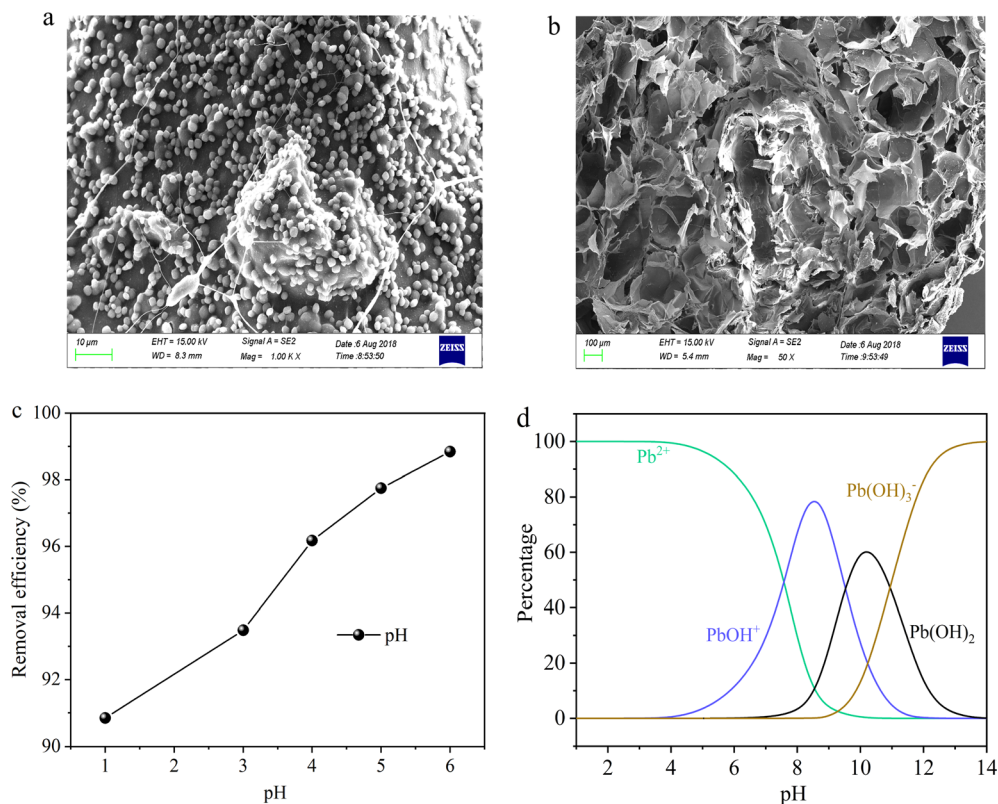 a
10 µm
EHT = 15.00 kV
WD = 8.3 mm
Signal A = SE2
Mag = 1.00 K X
Date :6 Aug 2018
Time :8:53:50
ZEISS
b
100 µm
EHT = 15.00 kV
WD = 5.4 mm
Signal A = SE2
Mag = 50 X
Date :6 Aug 2018
Time :9:53:49
ZEISS
c
Removal efficiency (%)
100
98
96
94
92
90
pH
1 2 3 4 5 6
pH
d
Percentage
100
80
60
40
20
0
Pb²⁺
Pb(OH)₃⁻
PbOH⁺
Pb(OH)₂
2 4 6 8 10 12 14
pH